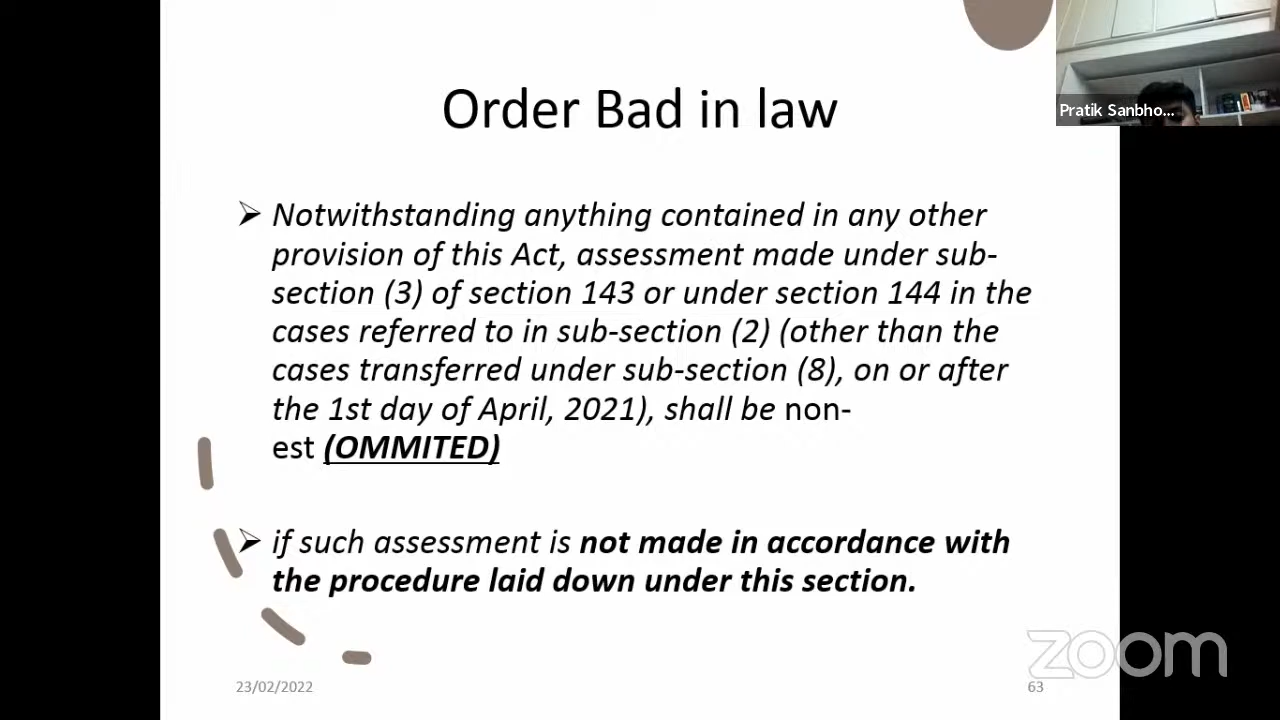 Order Bad in law
Pratik Sanbho...
➢ Notwithstanding anything contained in any other
provision of this Act, assessment made under sub-
section (3) of section 143 or under section 144 in the
cases referred to in sub-section (2) (other than the
cases transferred under sub-section (8), on or after
the 1st day of April, 2021), shall be non-
est (OMMITED)
➢ if such assessment is not made in accordance with
the procedure laid down under this section.
zoom
23/02/2022
63